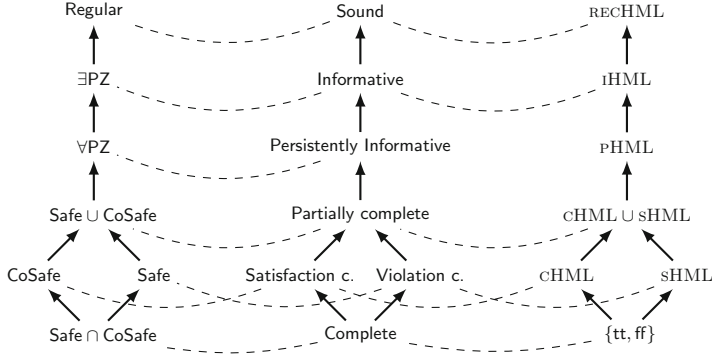 Regular Sound RECHML
∃PZ Informative IHML
∀PZ Persistently Informative PHML
Safe ∪ CoSafe Partially complete CHML ∪ SHML
CoSafe Safe Satisfaction c. Violation c. CHML SHML
Safe ∩ CoSafe Complete {tt, ff}